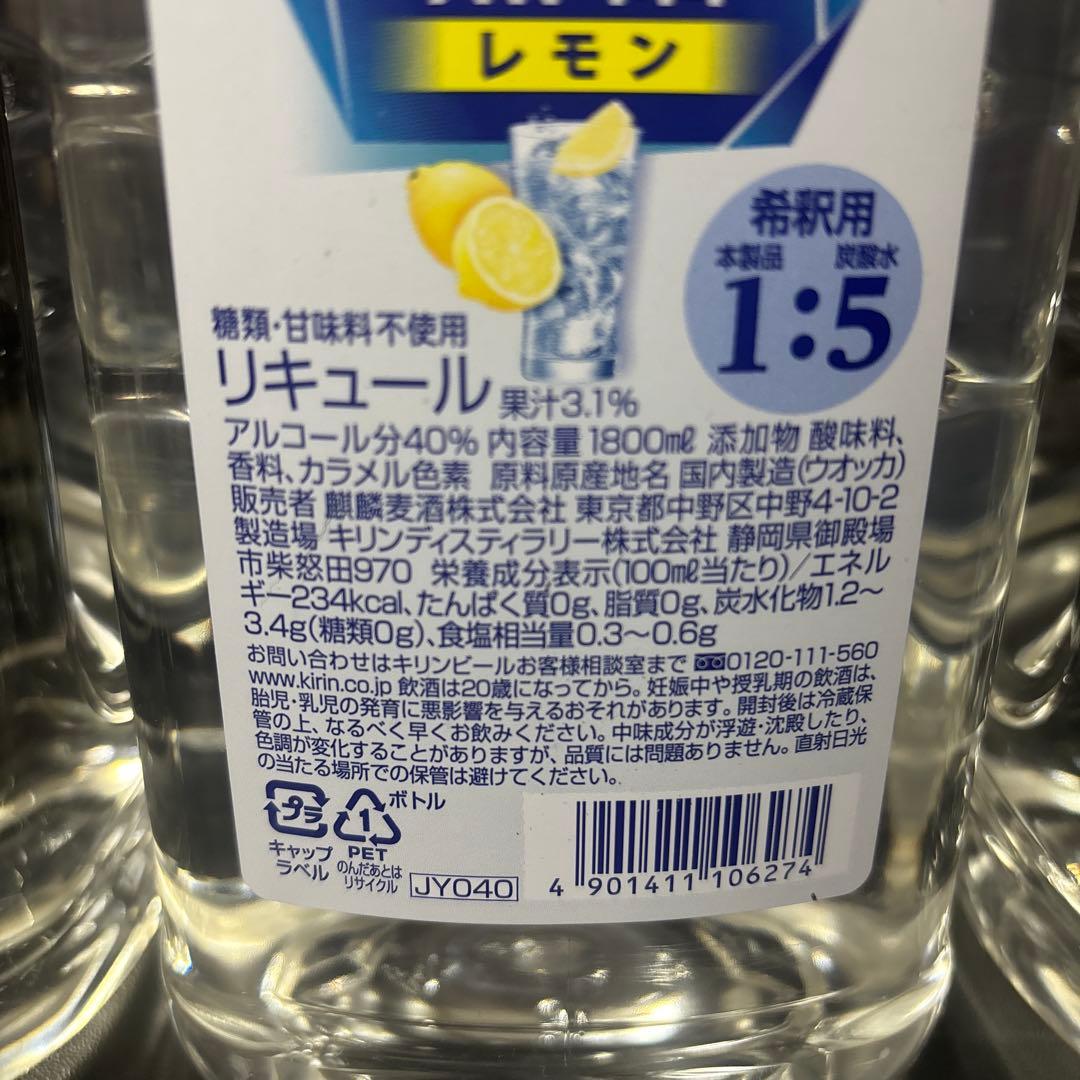 レモン
希釈用
本製品 炭酸水
1:5
糖類・甘味料不使用
リキュール 果汁3.1%
アルコール分40% 内容量1800㎖ 添加物 酸味料、
香料、カラメル色素 原料原産地名 国内製造(ウオッカ)
販売者 麒麟麦酒株式会社 東京都中野区中野4-10-2
製造場 キリンディスティラリー株式会社 静岡県御殿場
市柴怒田970 栄養成分表示(100㎖当たり)/エネル
ギー234kcal、たんぱく質0g、脂質0g、炭水化物1.2〜
3.4g(糖類0g)、食塩相当量0.3〜0.6g
お問い合わせはキリンビールお客様相談室まで 0120-111-560
www.kirin.co.jp 飲酒は20歳になってから。妊娠中や授乳期の飲酒は、
胎児・乳児の発育に悪影響を与えるおそれがあります。開封後は冷蔵保
管の上、なるべく早くお飲みください。中味成分が浮遊・沈殿したり、
色調が変化することがありますが、品質には問題ありません。直射日光
の当たる場所での保管は避けてください。
プラ 1 ボトル
キャップ PET
ラベル のんだあとは
リサイクル JY040
4 901411 106274